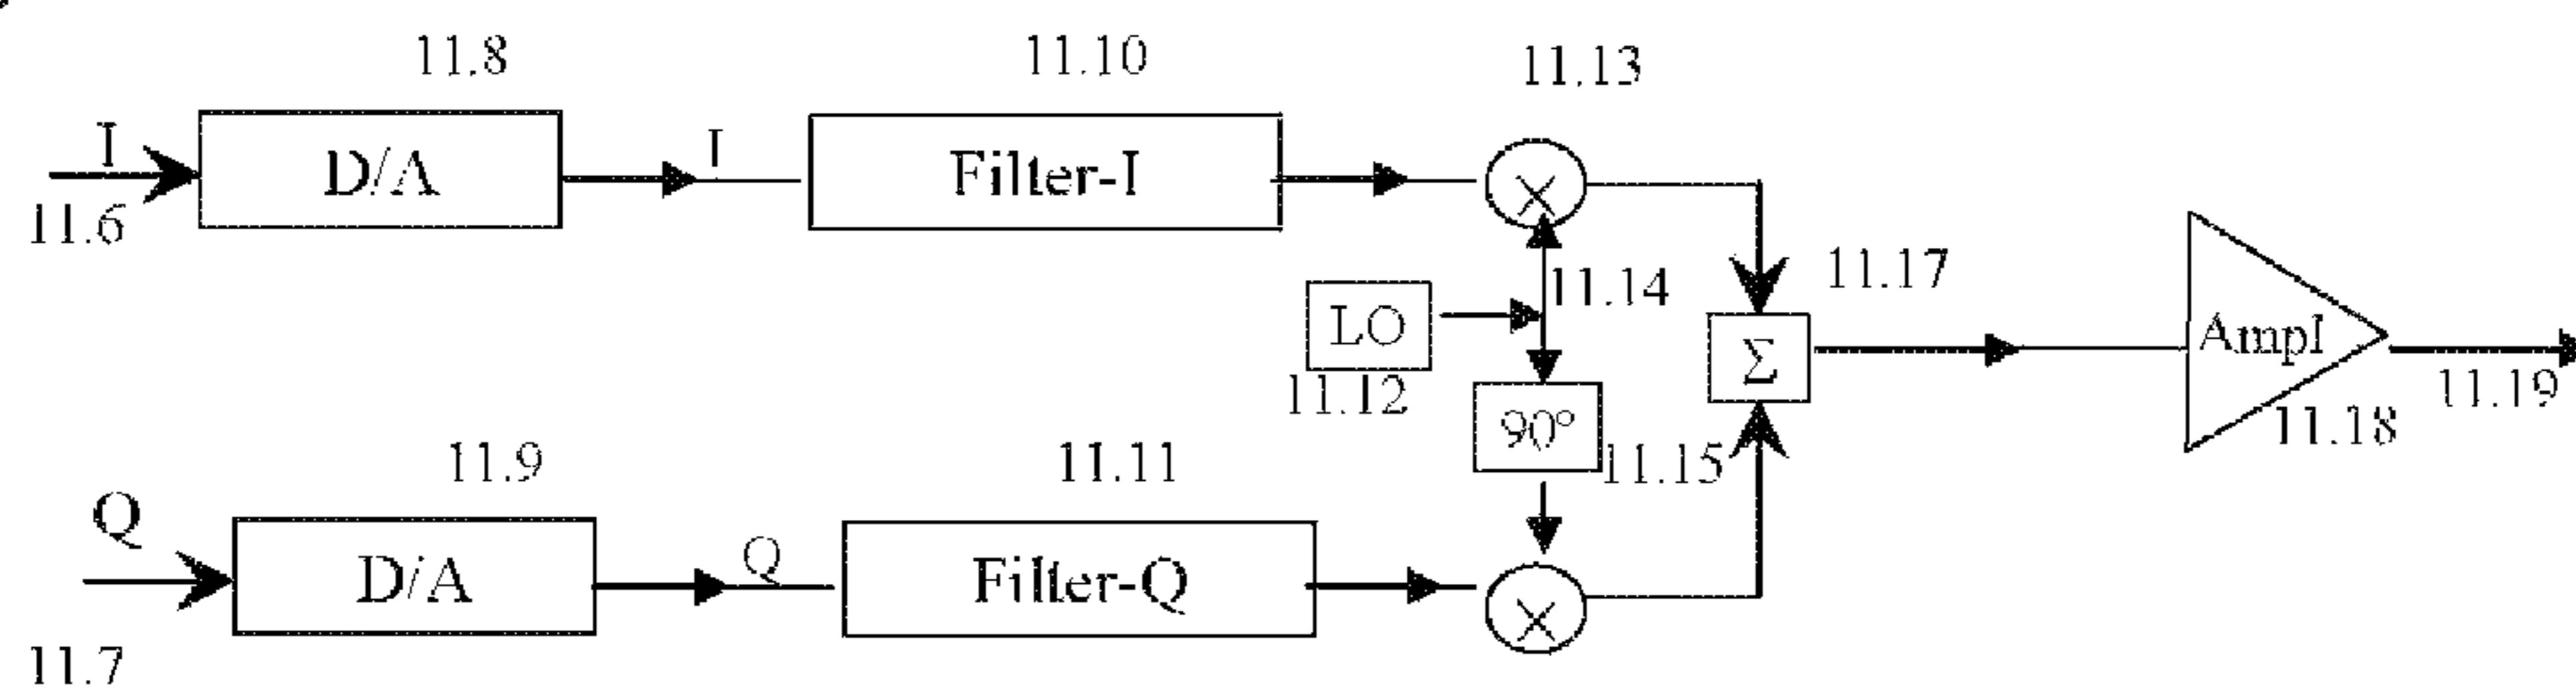 11.8
11.10
11.13
I
D/A
I
Filter-I
×
11.6
11.14
11.17
LO
Σ
Ampl
11.12
11.19
90°
11.18
11.9
11.11
11.15
Q
D/A
Q
Filter-Q
×
11.7